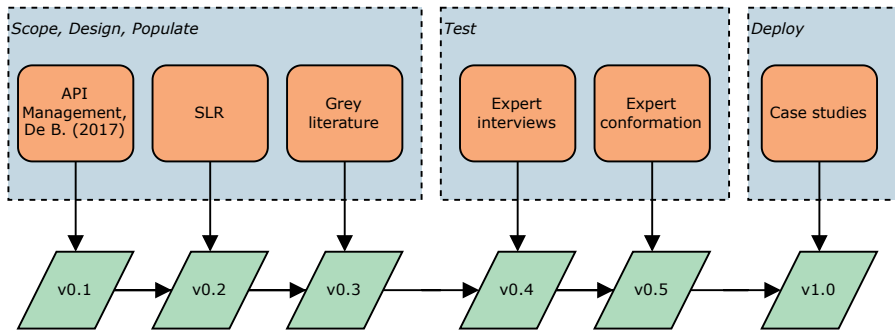 Scope, Design, Populate
API
Management,
De B. (2017)
SLR
Grey
literature
Test
Expert
interviews
Expert
conformation
Deploy
Case studies
v0.1
v0.2
v0.3
v0.4
v0.5
v1.0